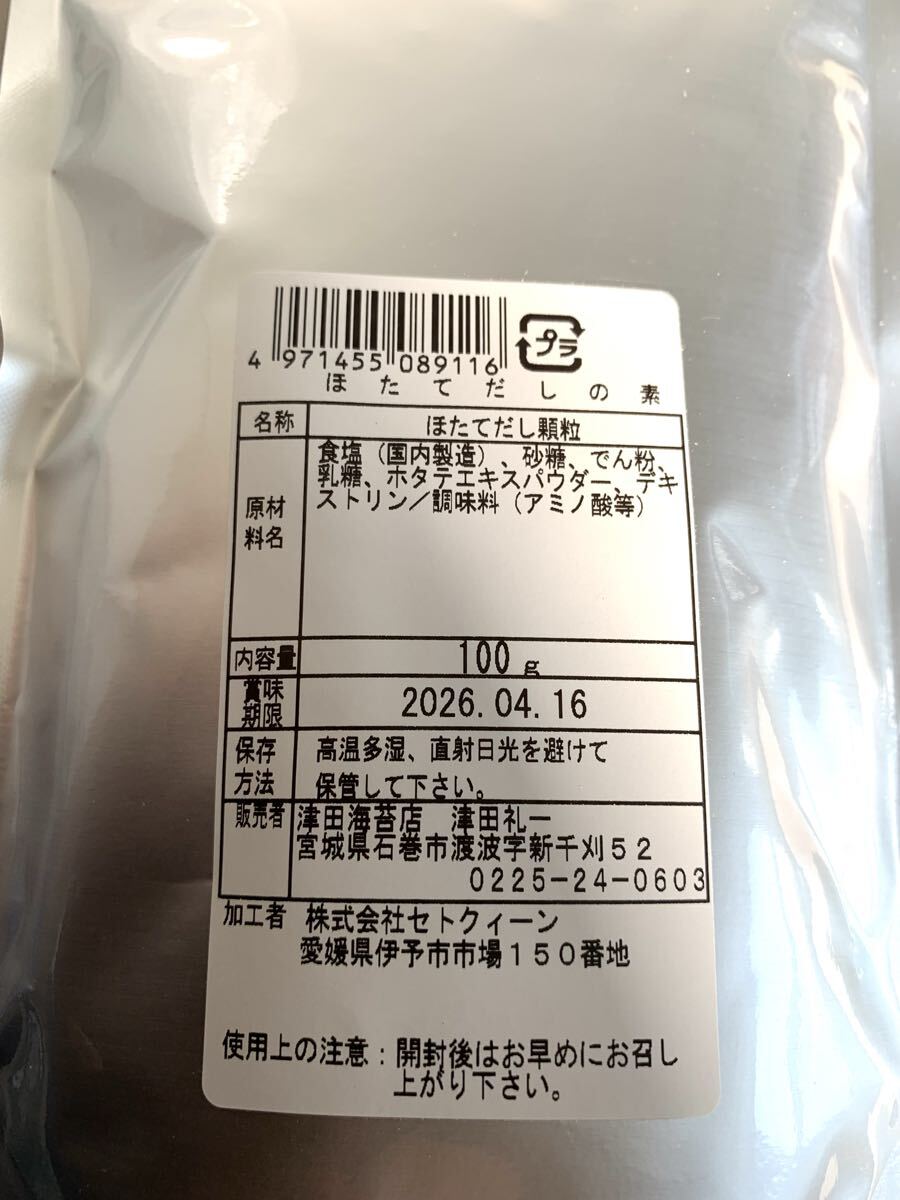 4 971455 089116
プラ
ほたてだしの素
名称 ほたてだし顆粒
原材料名 食塩（国内製造）、砂糖、でん粉、
乳糖、ホタテエキスパウダー、デキ
ストリン／調味料（アミノ酸等）
内容量 100g
賞味期限 2026.04.16
保存方法 高温多湿、直射日光を避けて
保管して下さい。
販売者 津田海苔店 津田礼一
宮城県石巻市渡波字新千刈５２
０２２５−２４−０６０３
加工者 株式会社セトクィーン
愛媛県伊予市市場１５０番地
使用上の注意：開封後はお早めにお召し
上がり下さい。